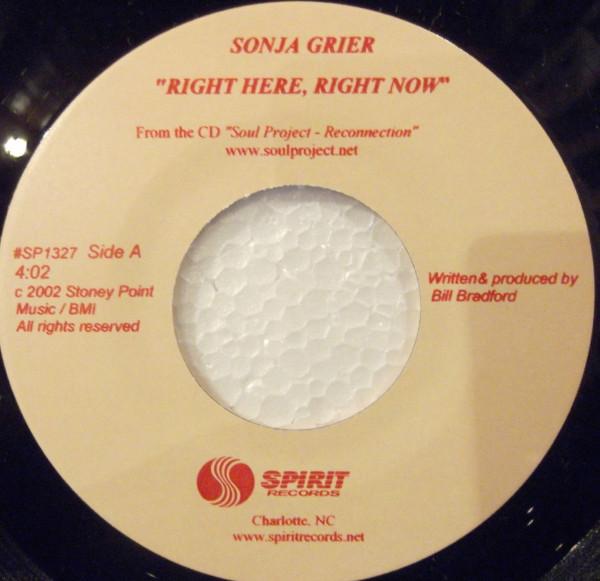 SONJA GRIER
"RIGHT HERE, RIGHT NOW"
From the CD "Soul Project - Reconnection"
www.soulproject.net
#SP1327 Side A
4:02
c 2002 Stoney Point
Music / BMI
All rights reserved
Written& produced by
Bill Bradford
SPIRIT
RECORDS
Charlotte, NC
www.spiritrecords.net